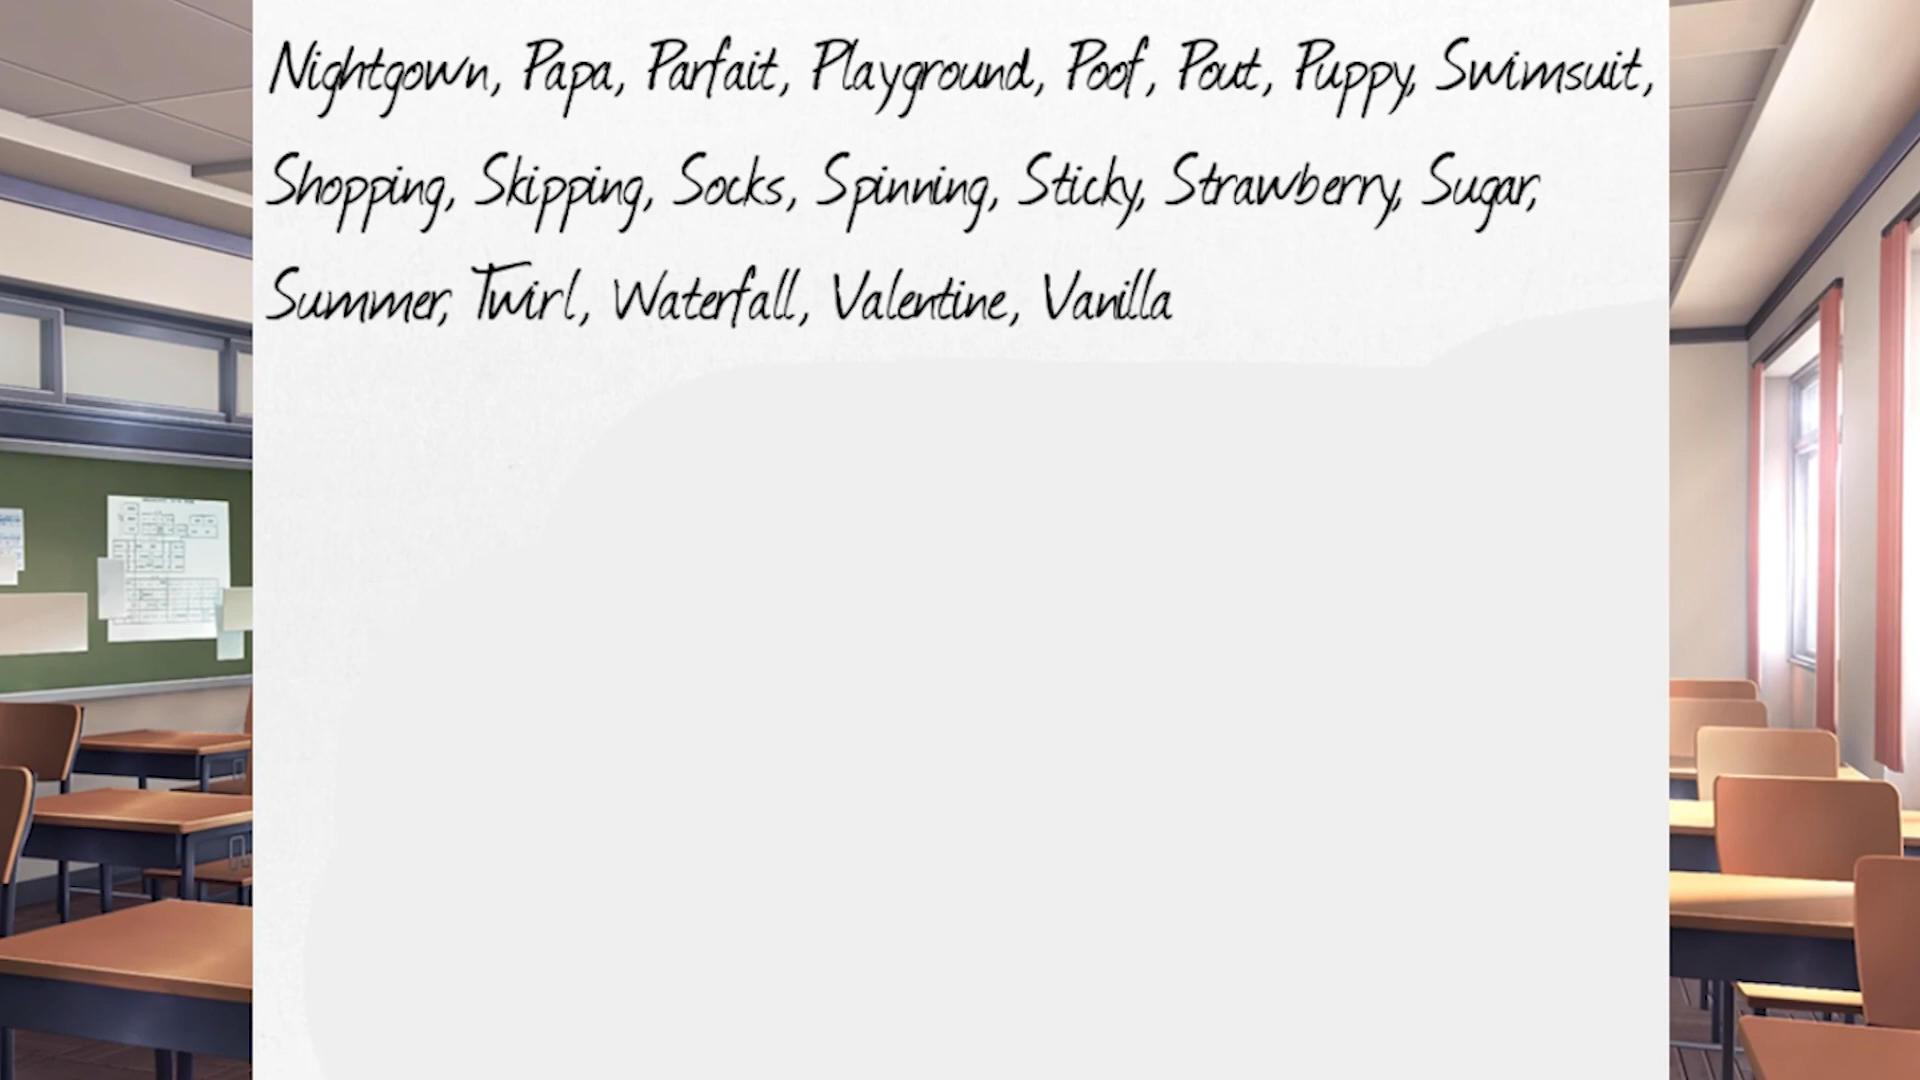 Nightgown, Papa, Parfait, Playground, Poof, Pout, Puppy, Swimsuit,
Shopping, Skipping, Socks, Spinning, Sticky, Strawberry, Sugar,
Summer, Twirl, Waterfall, Valentine, Vanilla